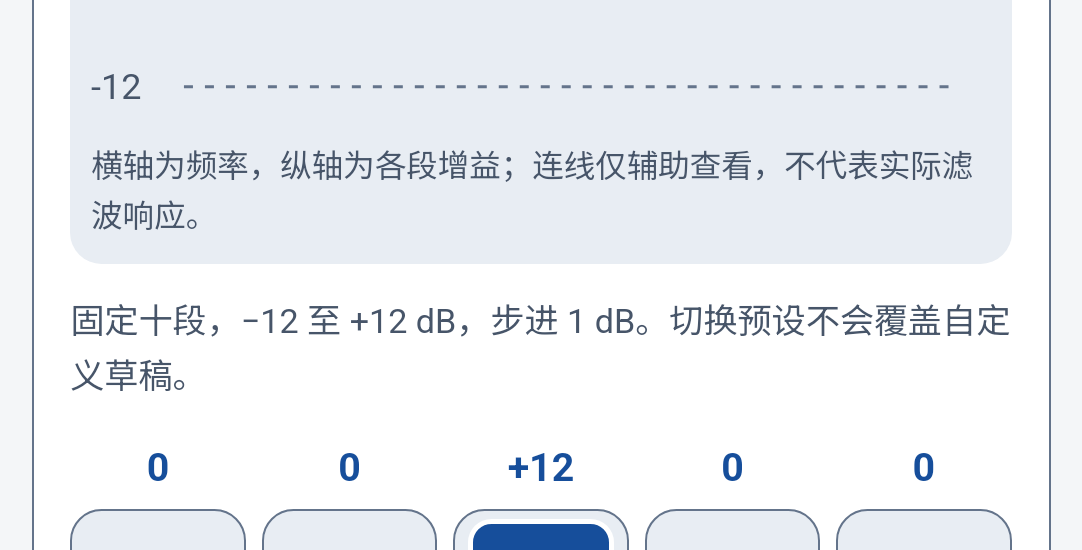 -12
横轴为频率，纵轴为各段增益；连线仅辅助查看，不代表实际滤
波响应。
固定十段，−12 至 +12 dB，步进 1 dB。切换预设不会覆盖自定
义草稿。
0 0 +12 0 0